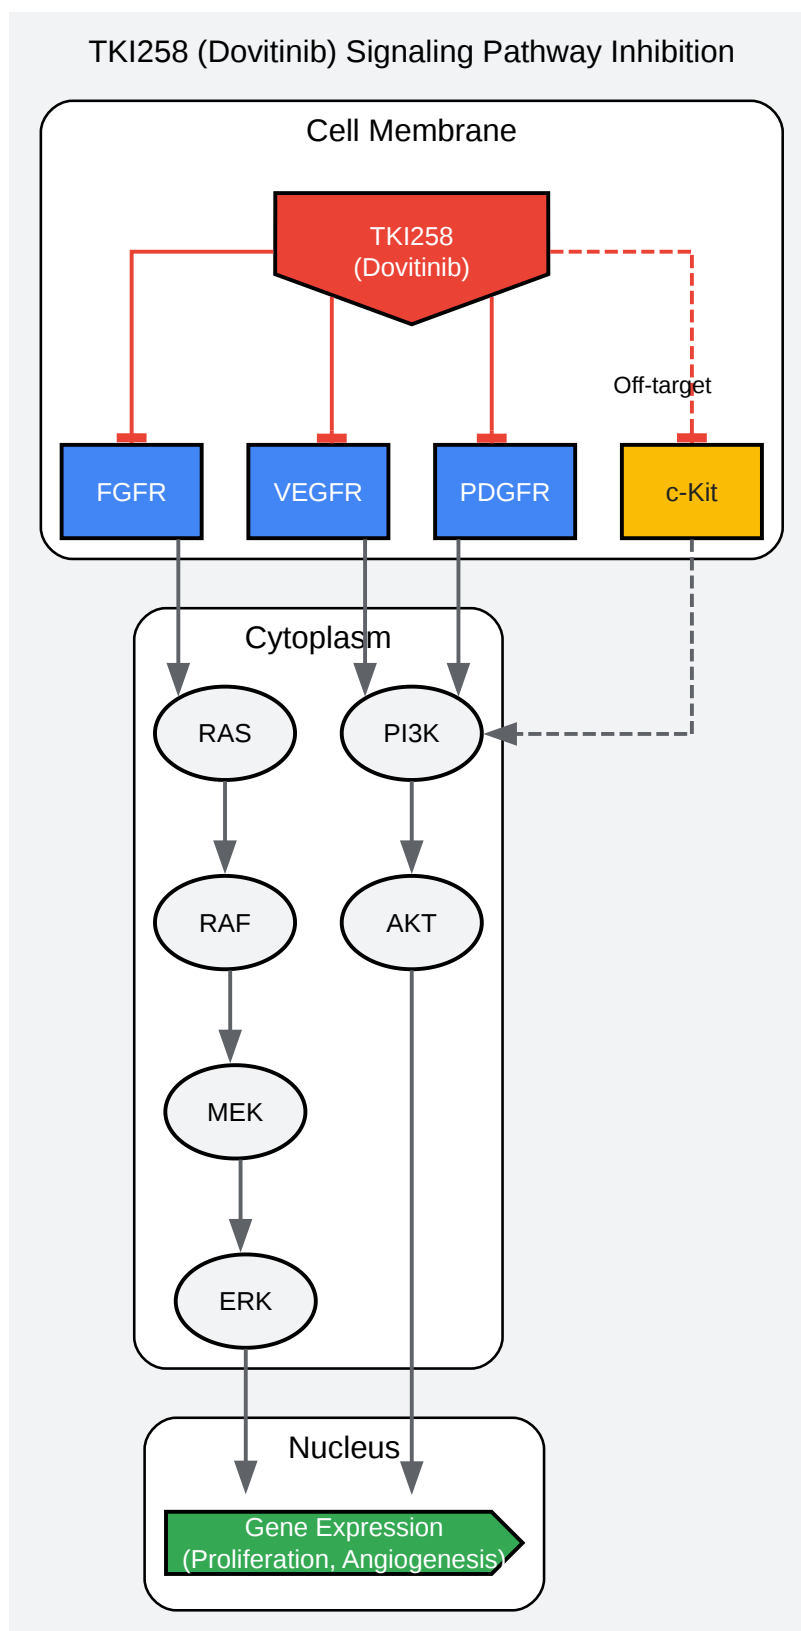 TKI258 (Dovitinib) Signaling Pathway Inhibition
Cell Membrane
TKI258
(Dovitinib)
Off-target
FGFR
VEGFR
PDGFR
c-Kit
Cytoplasm
RAS
PI3K
RAF
AKT
MEK
ERK
Nucleus
Gene Expression
(Proliferation, Angiogenesis)